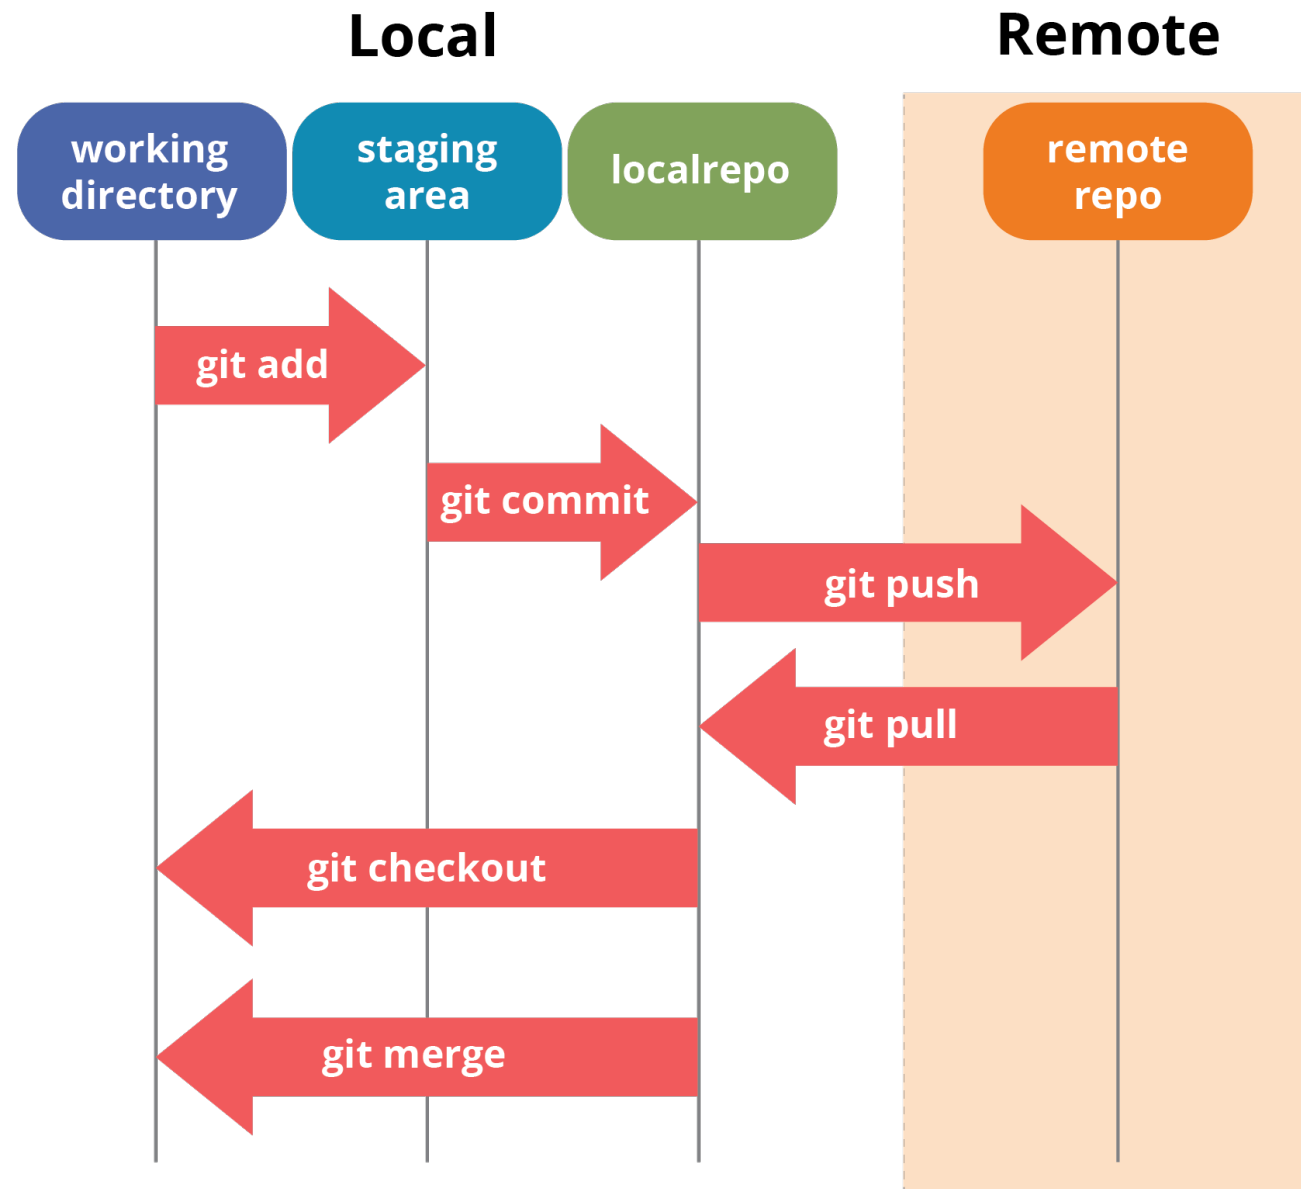 Local
Remote
working
directory
staging
area
localrepo
remote
repo
git add
git commit
git push
git pull
git checkout
git merge